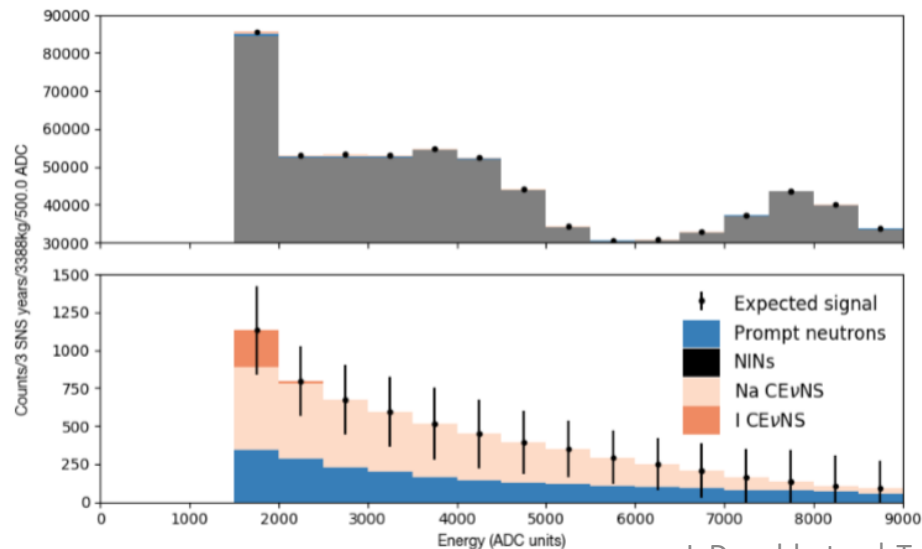 90000
80000
70000
60000
50000
40000
30000
Counts/3 SNS years/3388kg/500.0 ADC
1500
1250
1000
750
500
250
0
Expected signal
Prompt neutrons
NINs
Na CEνNS
I CEνNS
0 1000 2000 3000 4000 5000 6000 7000 8000 9000
Energy (ADC units)